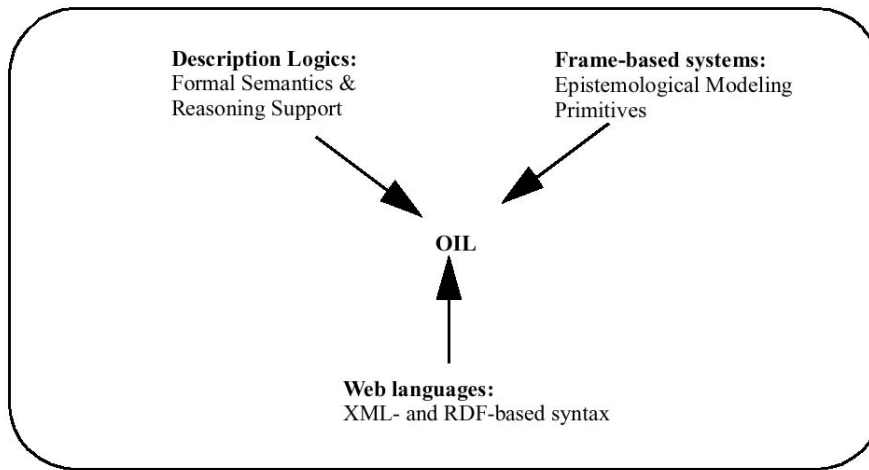 Description Logics:
Formal Semantics &
Reasoning Support
Frame-based systems:
Epistemological Modeling
Primitives
OIL
Web languages:
XML- and RDF-based syntax